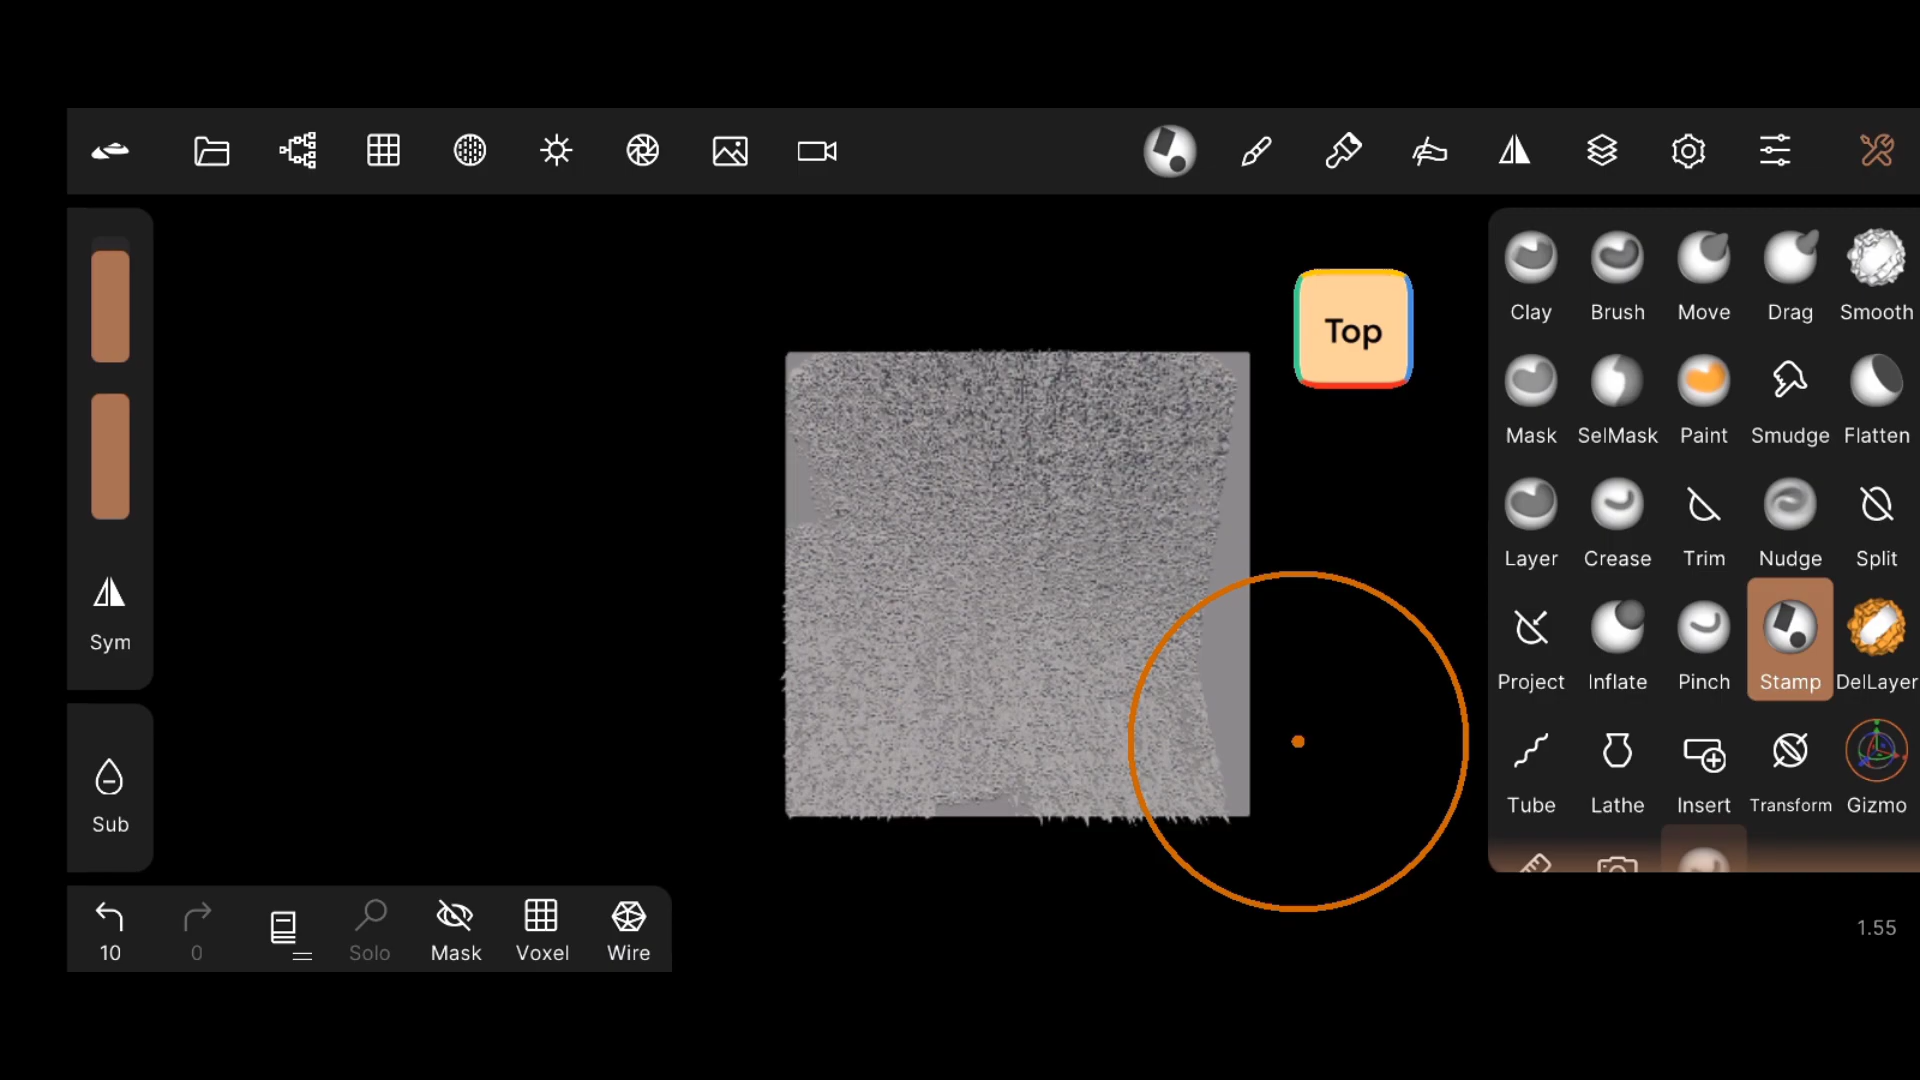 Top
Clay Brush Move Drag Smooth
Mask SelMask Paint Smudge Flatten
Layer Crease Trim Nudge Split
Sym
Project Inflate Pinch Stamp DelLayer
Tube Lathe Insert Transform Gizmo
Sub
10 0 Solo Mask Voxel Wire
1.55